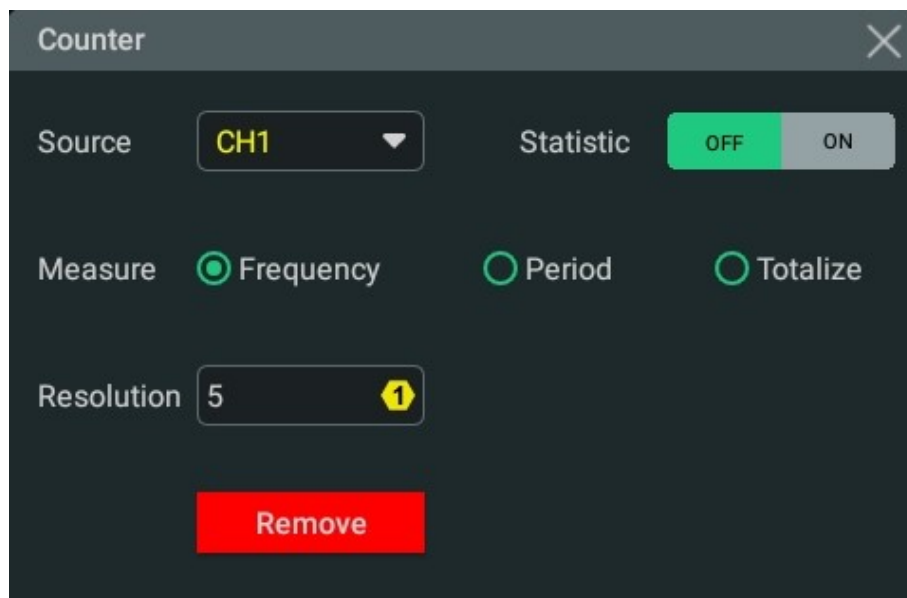 Counter
Source CH1 Statistic OFF ON
Measure Frequency Period Totalize
Resolution 5 1
Remove